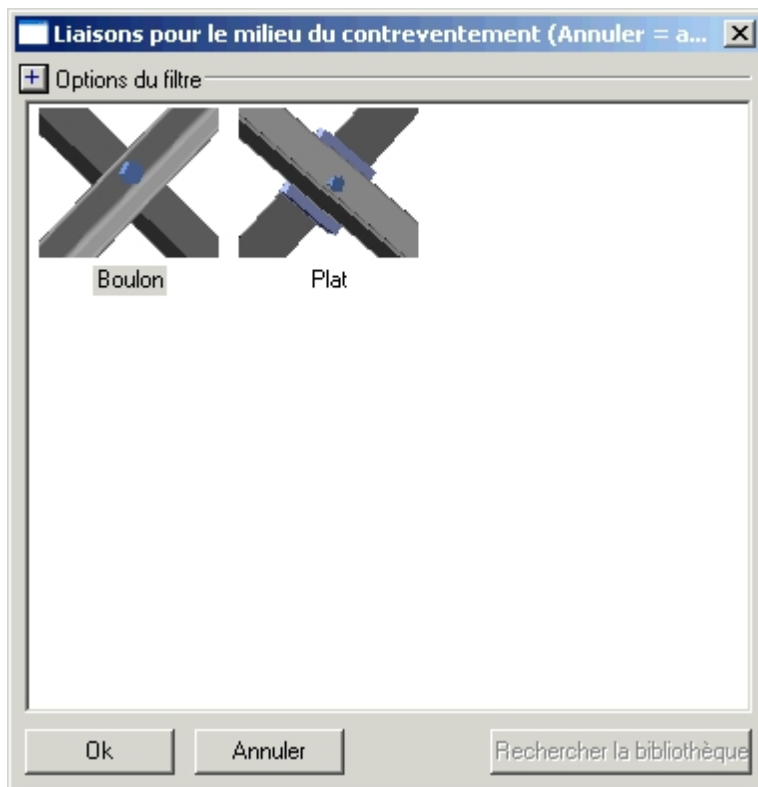 Liaisons pour le milieu du contreventement (Annuler = a...
Options du filtre
Boulon
Plat
Ok
Annuler
Rechercher la bibliothèque